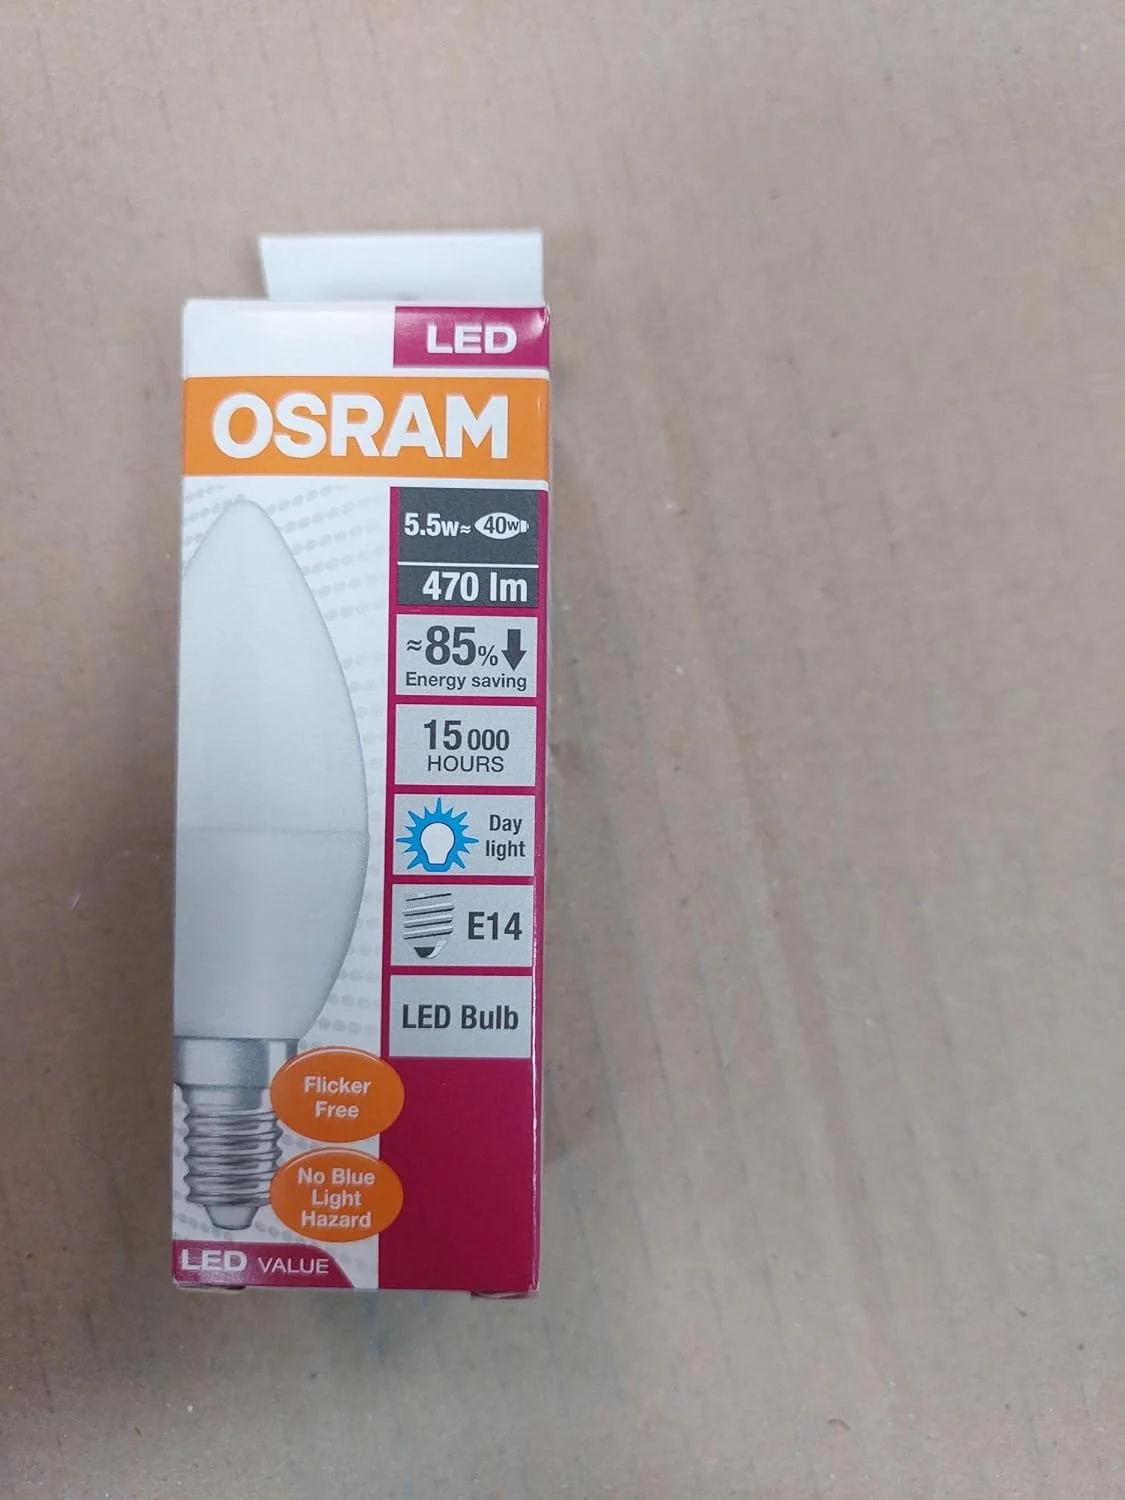 LED
OSRAM
5.5w≈ 40w
470 lm
≈85%
Energy saving
15 000
HOURS
Day
light
E14
LED Bulb
Flicker
Free
No Blue
Light
Hazard
LED VALUE